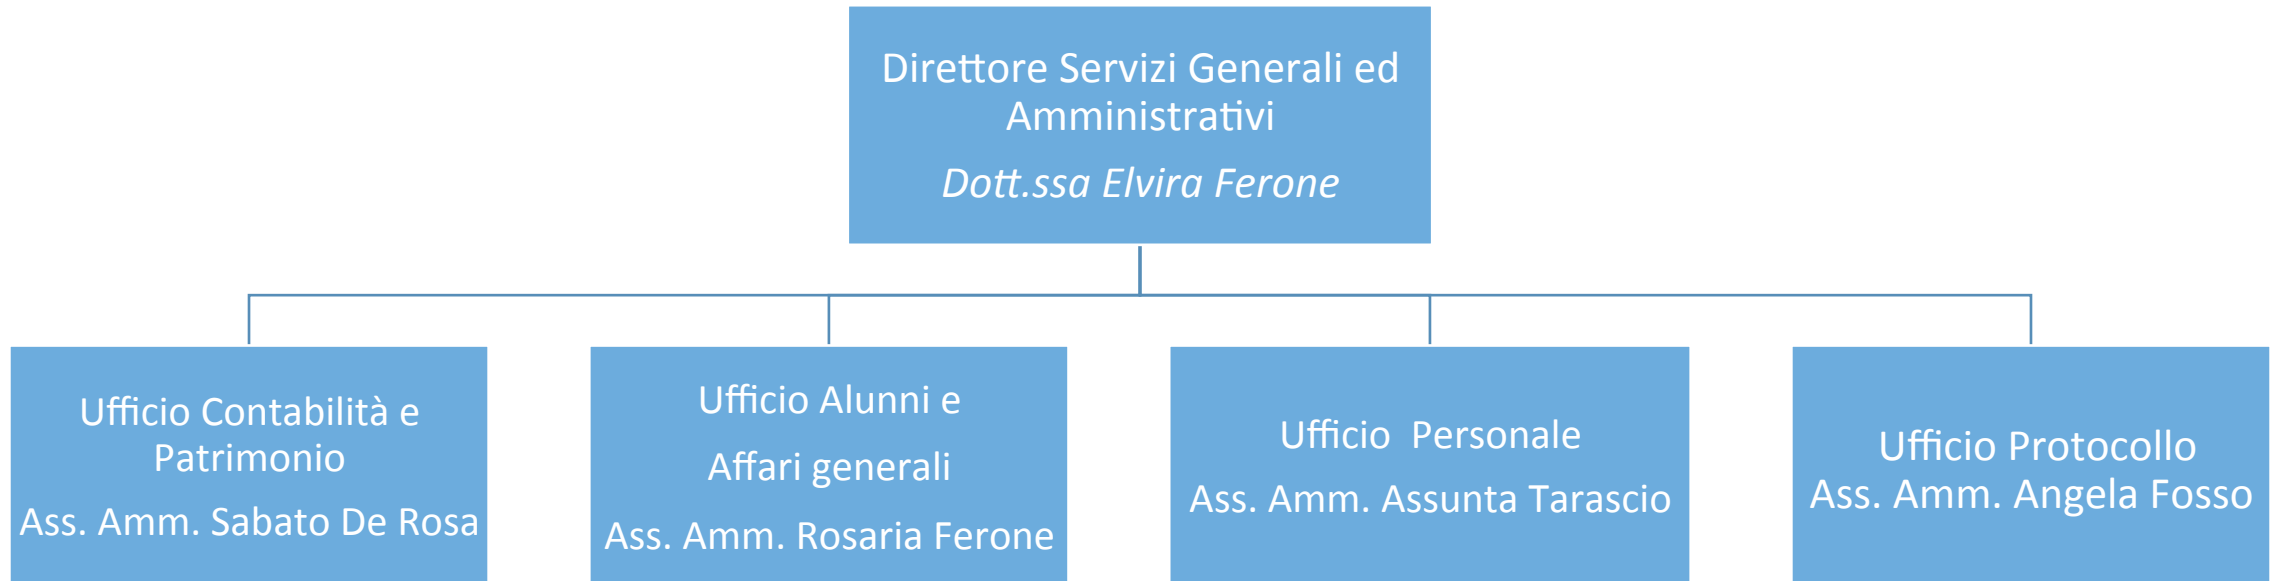 Direttore Servizi Generali ed
Amministrativi
Dott.ssa Elvira Ferone
Ufficio Contabilità e
Patrimonio
Ass. Amm. Sabato De Rosa
Ufficio Alunni e
Affari generali
Ass. Amm. Rosaria Ferone
Ufficio Personale
Ass. Amm. Assunta Tarascio
Ufficio Protocollo
Ass. Amm. Angela Fosso